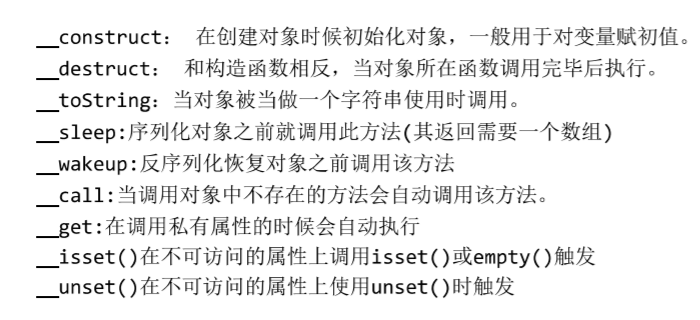 __construct： 在创建对象时候初始化对象，一般用于对变量赋初值。
__destruct： 和构造函数相反，当对象所在函数调用完毕后执行。
__toString：当对象被当做一个字符串使用时调用。
__sleep:序列化对象之前就调用此方法(其返回需要一个数组)
__wakeup:反序列化恢复对象之前调用该方法
__call:当调用对象中不存在的方法会自动调用该方法。
__get:在调用私有属性的时候会自动执行
__isset()在不可访问的属性上调用isset()或empty()触发
__unset()在不可访问的属性上使用unset()时触发